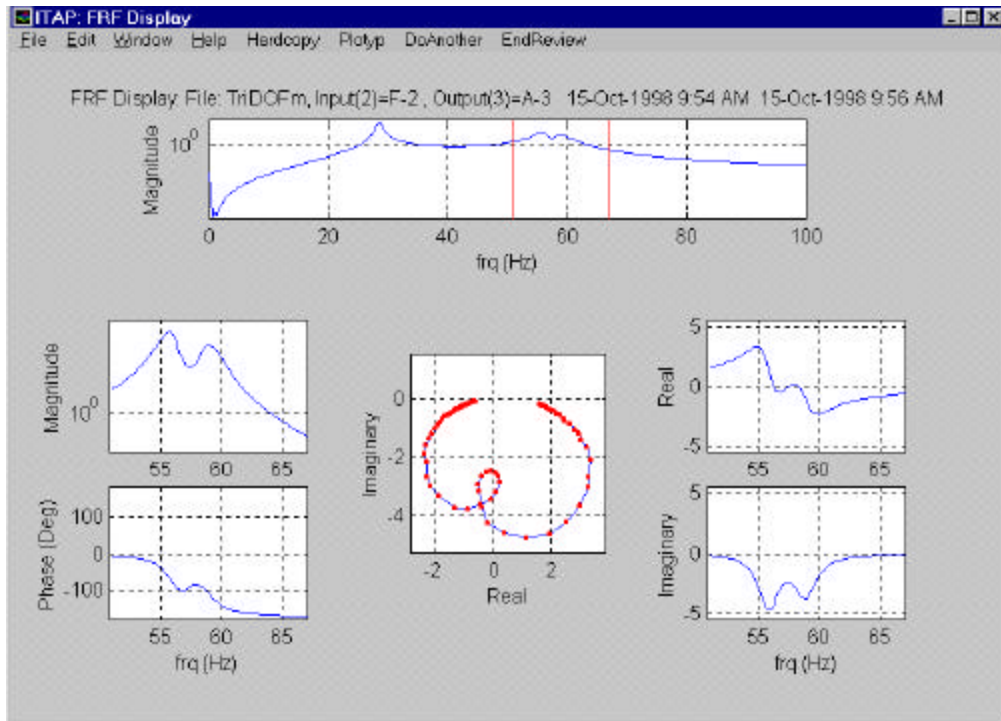 ITAP: FRF Display
File Edit Window Help Hardcopy Plotyp DoAnother EndReview
FRF Display: File: TriDOFm, Input(2)=F-2 , Output(3)=A-3 15-Oct-1998 9:54 AM 15-Oct-1998 9:56 AM
Magnitude
10^0
0 20 40 60 80 100
frq (Hz)
Magnitude
10^0
55 60 65
Phase (Deg)
100
0
-100
55 60 65
frq (Hz)
Imaginary
0
-2
-4
-2 0 2
Real
Real
5
0
-5
55 60 65
Imaginary
5
0
-5
55 60 65
frq (Hz)